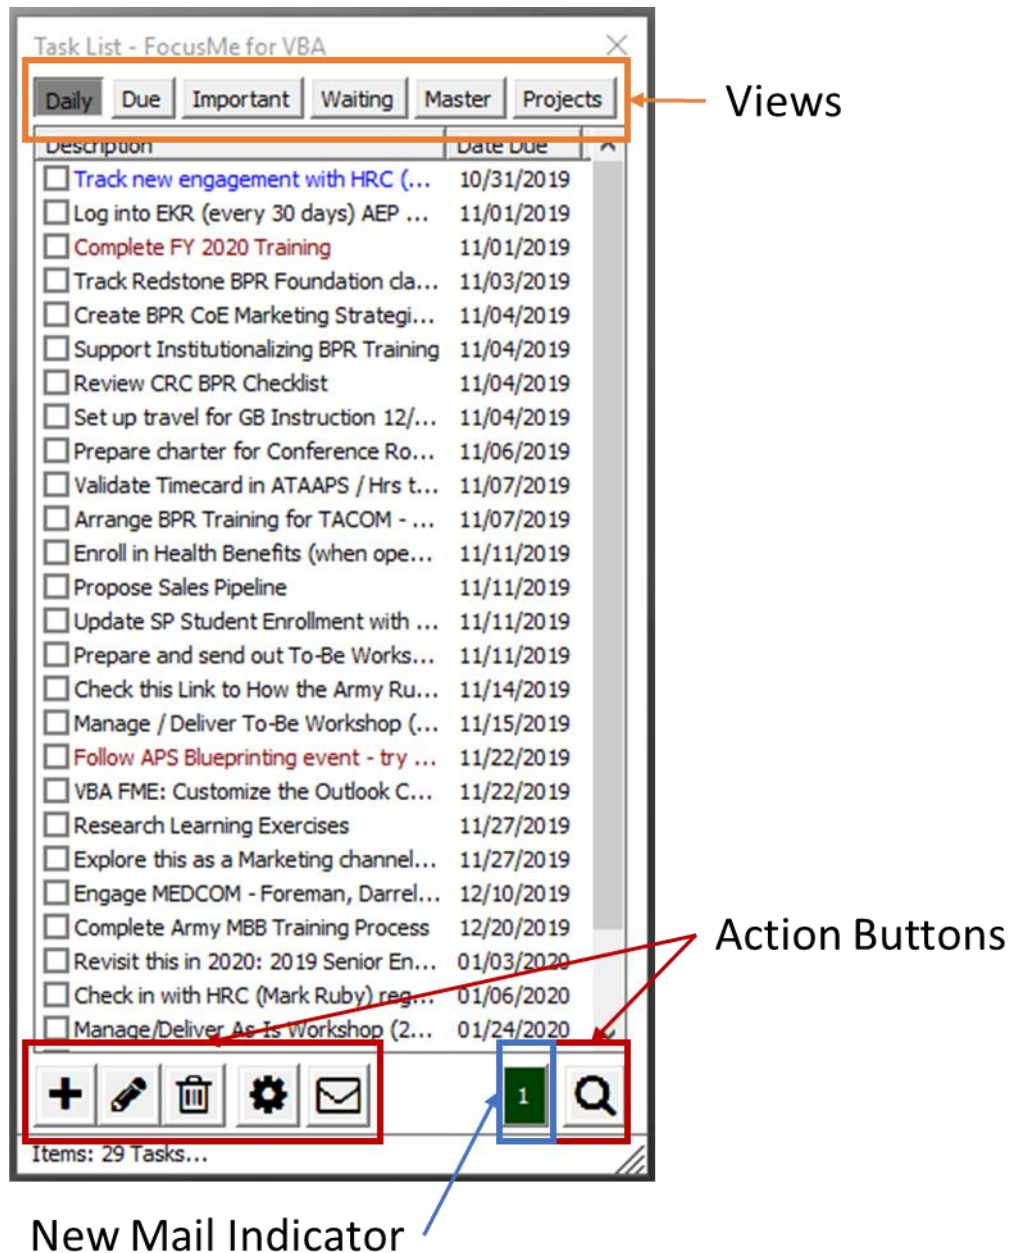 Task List - FocusMe for VBA
Daily Due Important Waiting Master Projects
Views
Description Date Due
Track new engagement with HRC (... 10/31/2019
Log into EKR (every 30 days) AEP ... 11/01/2019
Complete FY 2020 Training 11/01/2019
Track Redstone BPR Foundation cla... 11/03/2019
Create BPR CoE Marketing Strategi... 11/04/2019
Support Institutionalizing BPR Training 11/04/2019
Review CRC BPR Checklist 11/04/2019
Set up travel for GB Instruction 12/... 11/04/2019
Prepare charter for Conference Ro... 11/06/2019
Validate Timecard in ATAAPS / Hrs t... 11/07/2019
Arrange BPR Training for TACOM - ... 11/07/2019
Enroll in Health Benefits (when ope... 11/11/2019
Propose Sales Pipeline 11/11/2019
Update SP Student Enrollment with ... 11/11/2019
Prepare and send out To-Be Works... 11/11/2019
Check this Link to How the Army Ru... 11/14/2019
Manage / Deliver To-Be Workshop (... 11/15/2019
Follow APS Blueprinting event - try ... 11/22/2019
VBA FME: Customize the Outlook C... 11/22/2019
Research Learning Exercises 11/27/2019
Explore this as a Marketing channel... 11/27/2019
Engage MEDCOM - Foreman, Darrel... 12/10/2019
Complete Army MBB Training Process 12/20/2019
Action Buttons
Revisit this in 2020: 2019 Senior En... 01/03/2020
Check in with HRC (Mark Ruby) reg... 01/06/2020
Manage/Deliver As Is Workshop (2... 01/24/2020
1
Items: 29 Tasks...
New Mail Indicator